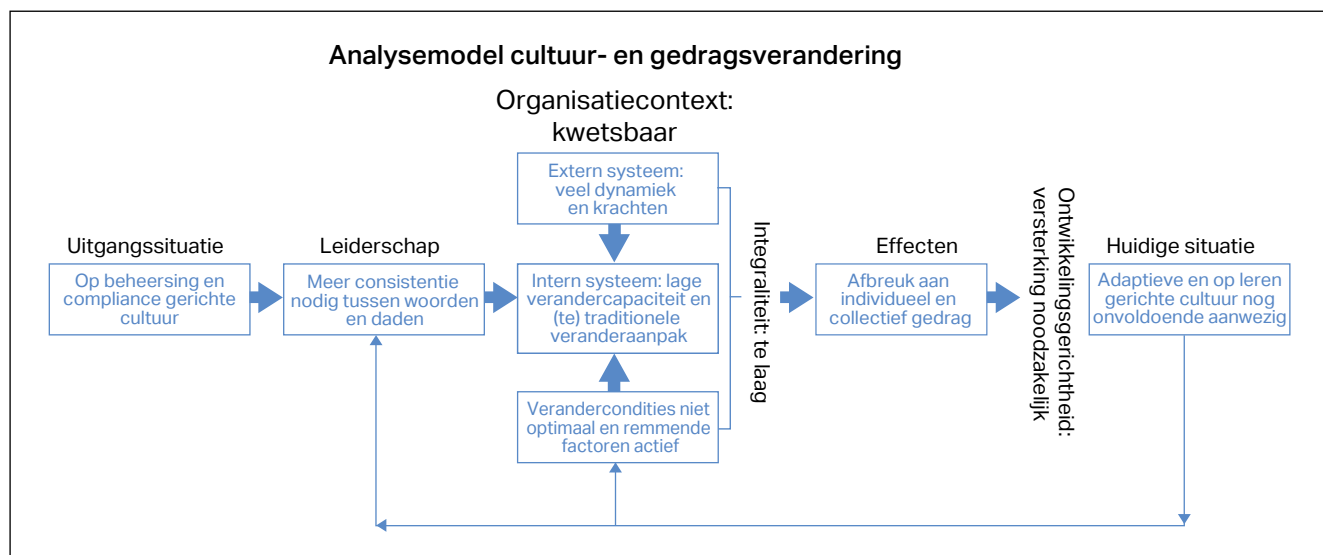 Analysemodel cultuur- en gedragsverandering
Organisatiecontext:
kwetsbaar
Uitgangssituatie
Op beheersing en
compliance gerichte
cultuur
Leiderschap
Meer consistentie
nodig tussen woorden
en daden
Extern systeem:
veel dynamiek
en krachten
Intern systeem: lage
verandercapaciteit en
(te) traditionele
veranderaanpak
Verandercondities niet
optimaal en remmende
factoren actief
Integraliteit: te laag
Effecten
Afbreuk aan
individueel en
collectief gedrag
Ontwikkelingsgerichtheid:
versterking noodzakelijk
Huidige situatie
Adaptieve en op leren
gerichte cultuur nog
onvoldoende aanwezig